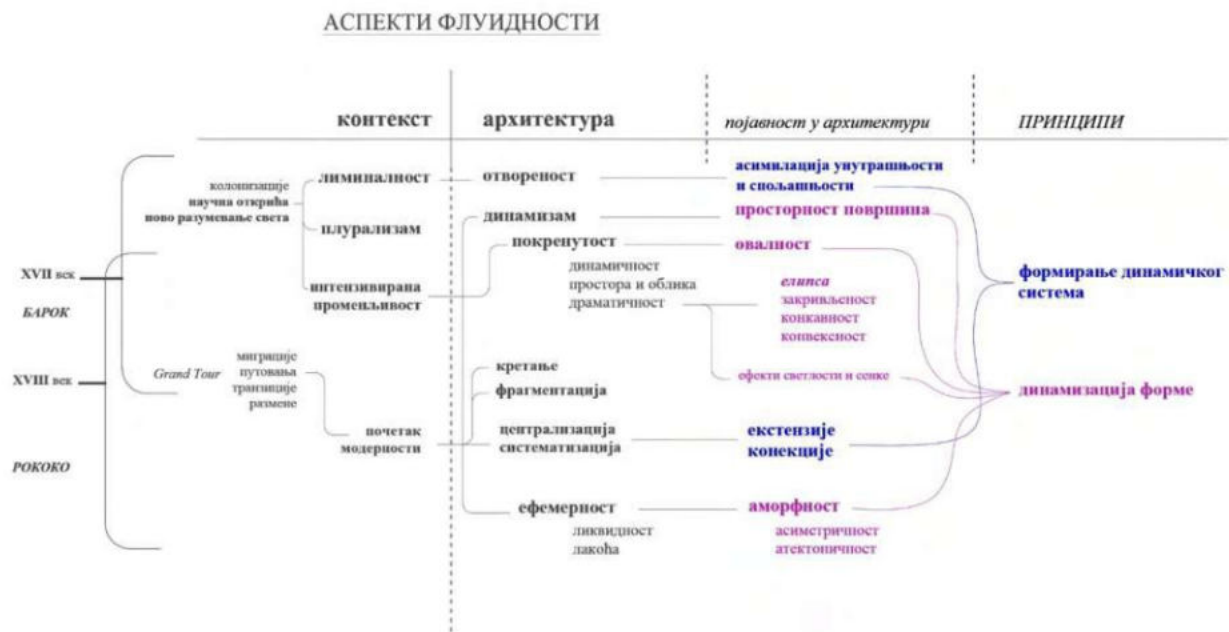 АСПЕКТИ ФЛУИДНОСТИ
контекст
архитектура
појавност у архитектури
ПРИНЦИПИ
колонизације
научна открића
ново разумевање света
лиминалност
плурализам
интензивирана
променљивост
отвореност
динамизам
покренутост
динамичност
простора и облика
драматичност
асимилација унутрашњости
и спољашњости
просторност површина
овалност
елипса
закривљеност
конкавност
конвексност
ефекти светлости и сенке
формирање динамичког
система
динамизација форме
XVII век
БАРОК
XVIII век
РОКОКО
Grand Tour
миграције
путовања
транзиције
размене
почетак
модерности
кретање
фрагментација
централизација
систематизација
екстензије
конекције
ефемерност
ликвидност
лакоћа
аморфност
асиметричност
атектоничност